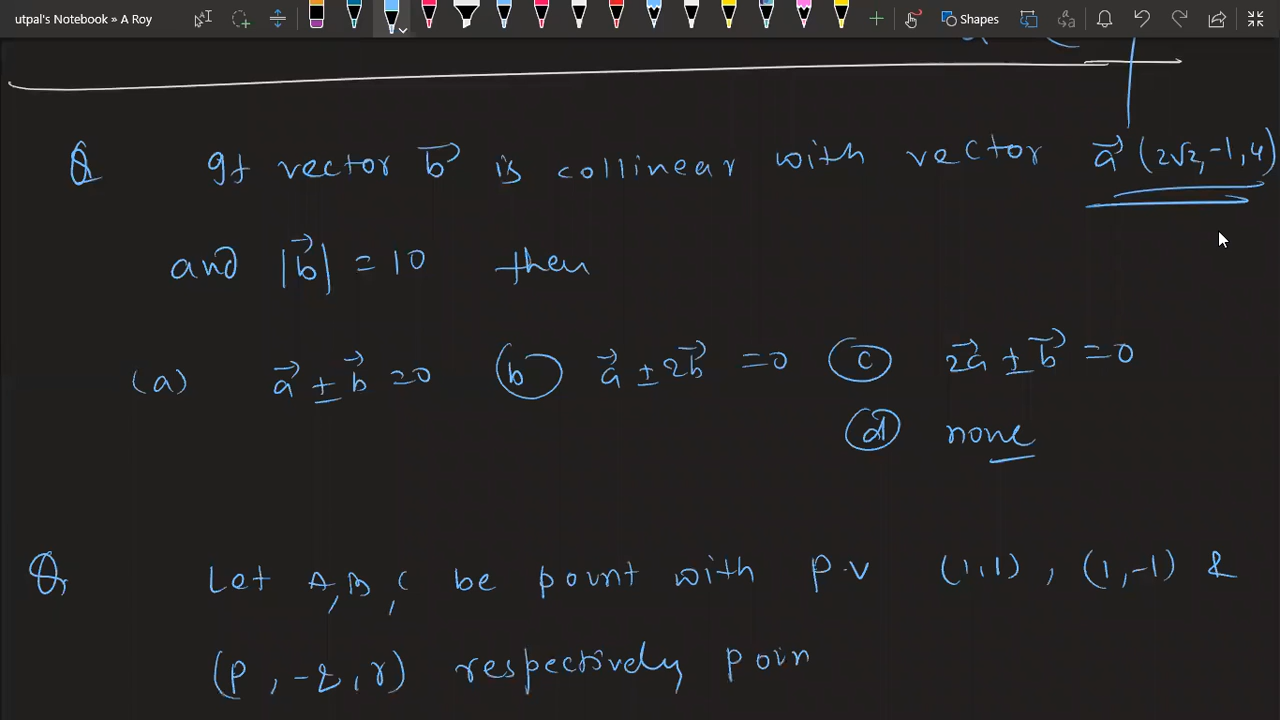 utpal's Notebook » A Roy
Shapes
Q If vector b⃗ is collinear with vector a⃗ (2√2, -1, 4)
and |b⃗| = 10 then
(a) a⃗ ± b⃗ = 0 (b) a⃗ ± 2b⃗ = 0 (c) 2a⃗ ± b⃗ = 0
(d) none
Q, Let A, B, C be point with P.V (1,1), (1,-1) &
(p, -q, r) respectively poin